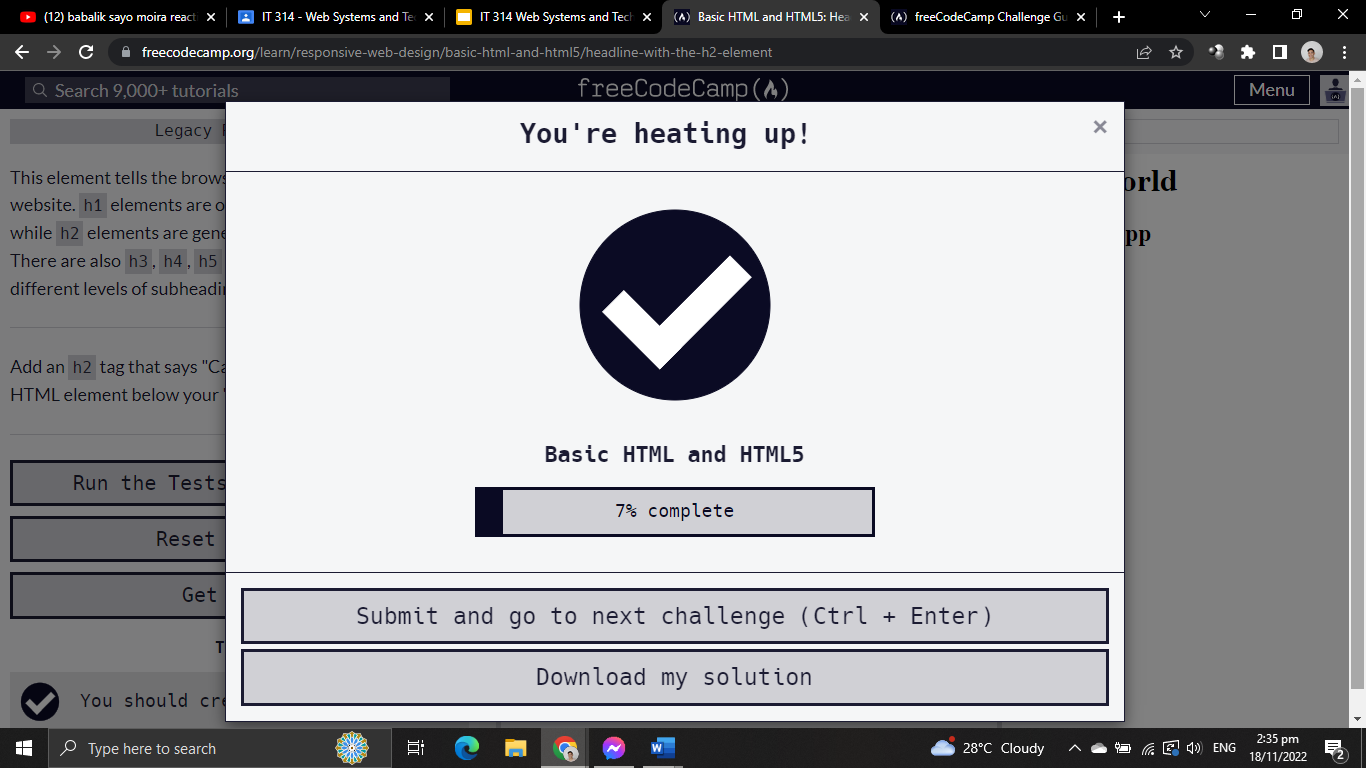 (12) babalik sayo moira react
IT 314 - Web Systems and Te
IT 314 Web Systems and Tech
Basic HTML and HTML5: Hea
freeCodeCamp Challenge Gu
freecodecamp.org/learn/responsive-web-design/basic-html-and-html5/headline-with-the-h2-element
Search 9,000+ tutorials
freeCodeCamp(🔥)
Menu
Legacy
You're heating up!
×
This element tells the brows
website. h1 elements are o
while h2 elements are gene
There are also h3, h4, h5
different levels of subheadi
orld
pp
Add an h2 tag that says "Ca
HTML element below your "
Basic HTML and HTML5
7% complete
Run the Tests
Reset
Get
Submit and go to next challenge (Ctrl + Enter)
Download my solution
T
You should cre
Type here to search
28°C Cloudy
ENG
2:35 pm
18/11/2022
2